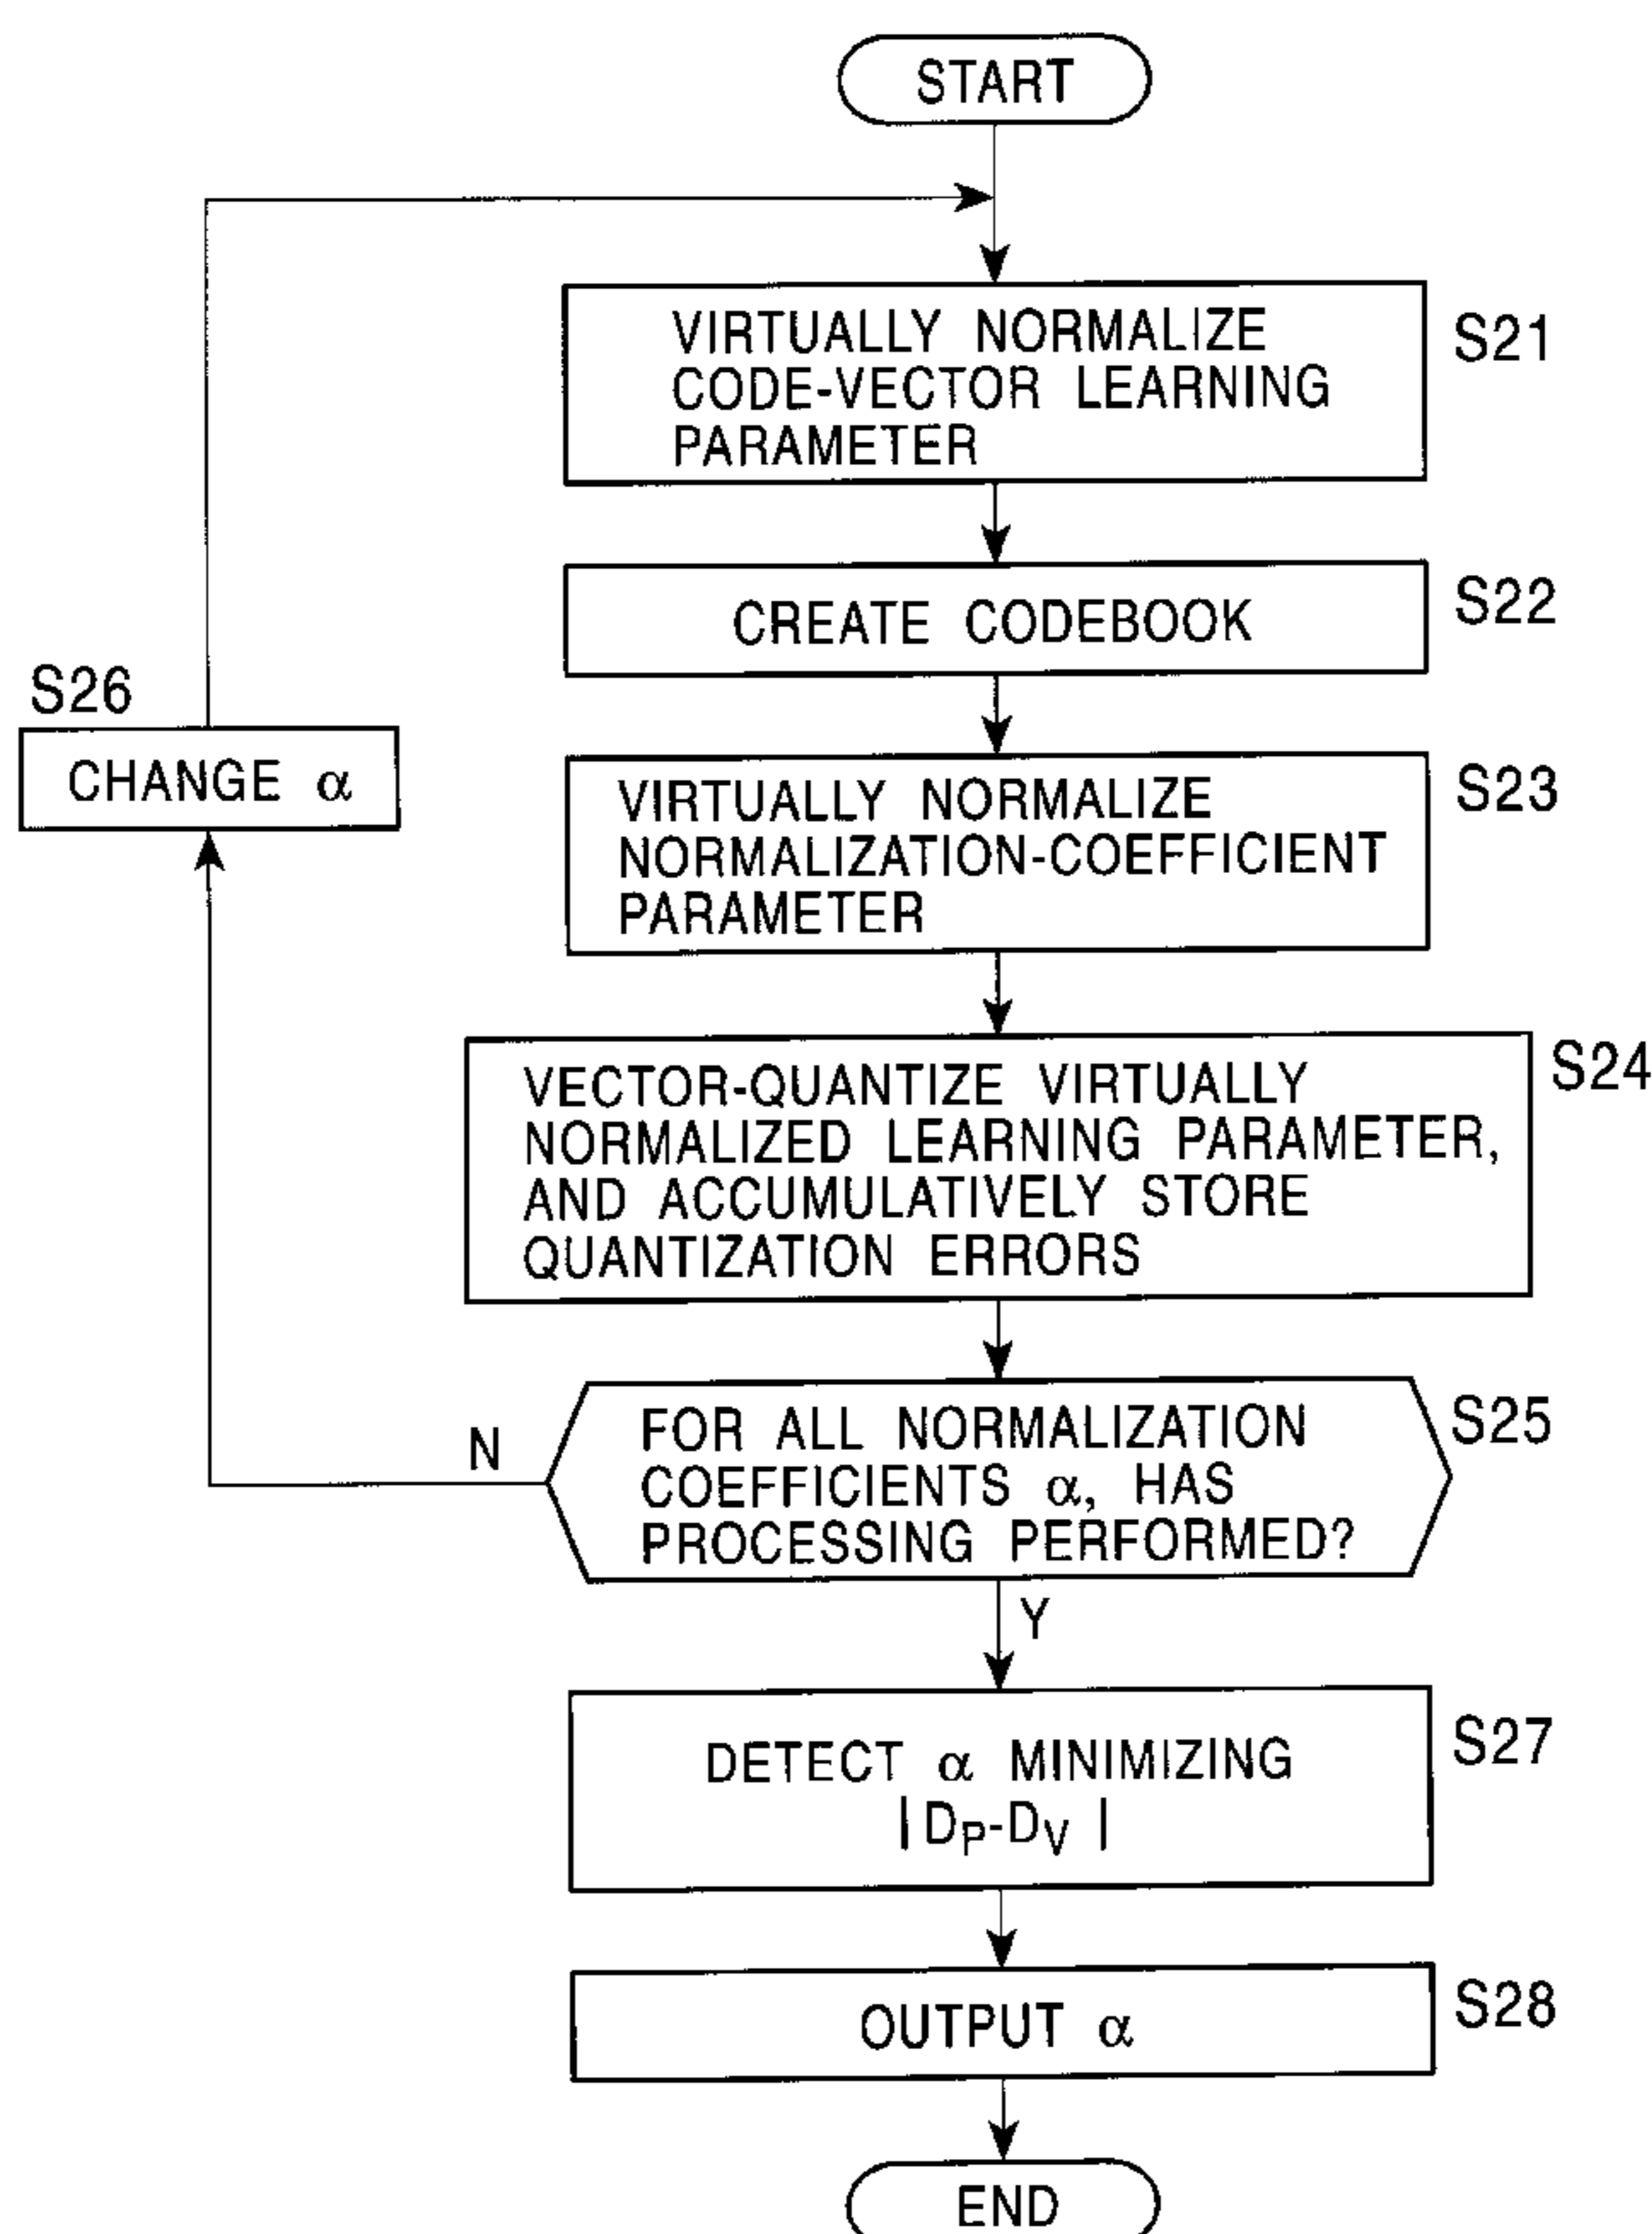 START
VIRTUALLY NORMALIZE
CODE-VECTOR LEARNING
PARAMETER
S21
CREATE CODEBOOK
S22
S26
CHANGE α
VIRTUALLY NORMALIZE
NORMALIZATION-COEFFICIENT
PARAMETER
S23
VECTOR-QUANTIZE VIRTUALLY
NORMALIZED LEARNING PARAMETER,
AND ACCUMULATIVELY STORE
QUANTIZATION ERRORS
S24
FOR ALL NORMALIZATION
COEFFICIENTS α, HAS
PROCESSING PERFORMED?
S25
N
Y
DETECT α MINIMIZING
|DP-DV|
S27
OUTPUT α
S28
END